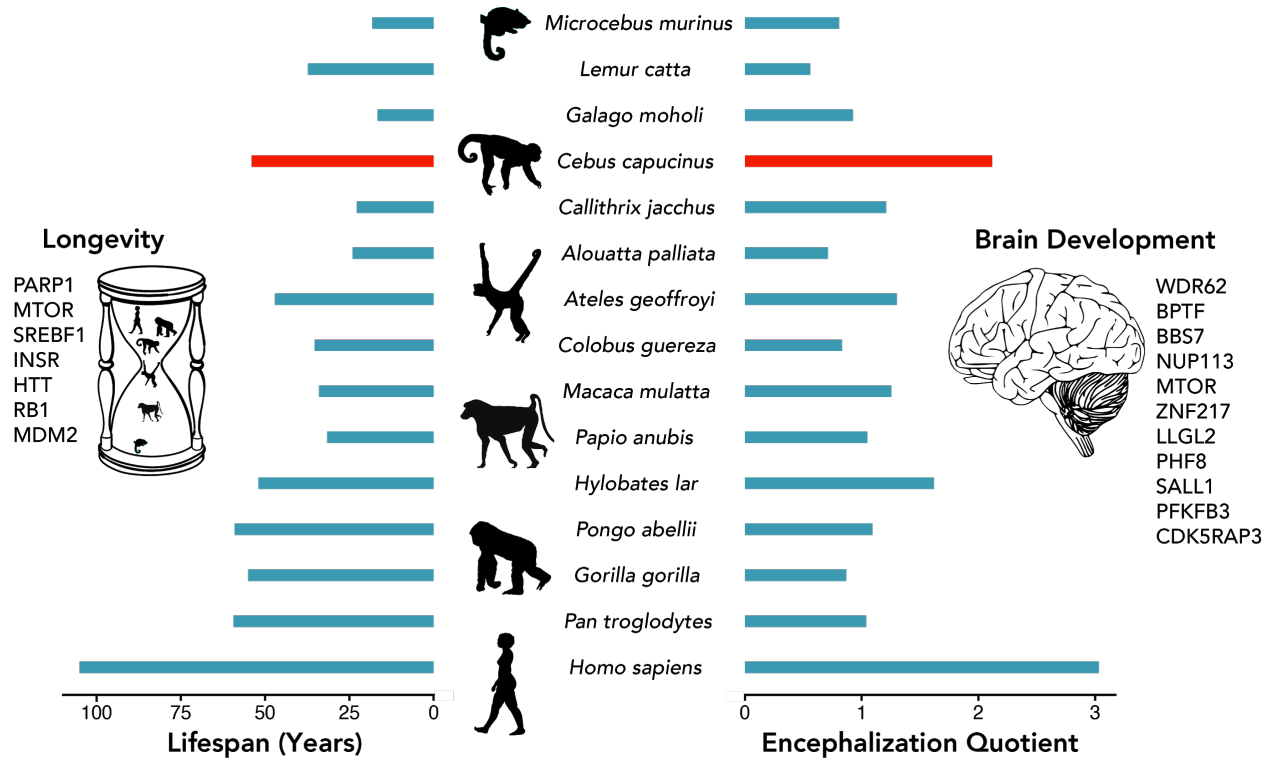 Microcebus murinus
Lemur catta
Galago moholi
Cebus capucinus
Callithrix jacchus
Alouatta palliata
Ateles geoffroyi
Colobus guereza
Macaca mulatta
Papio anubis
Hylobates lar
Pongo abellii
Gorilla gorilla
Pan troglodytes
Homo sapiens
Longevity
PARP1
MTOR
SREBF1
INSR
HTT
RB1
MDM2
Brain Development
WDR62
BPTF
BBS7
NUP113
MTOR
ZNF217
LLGL2
PHF8
SALL1
PFKFB3
CDK5RAP3
100 75 50 25 0
Lifespan (Years)
0 1 2 3
Encephalization Quotient